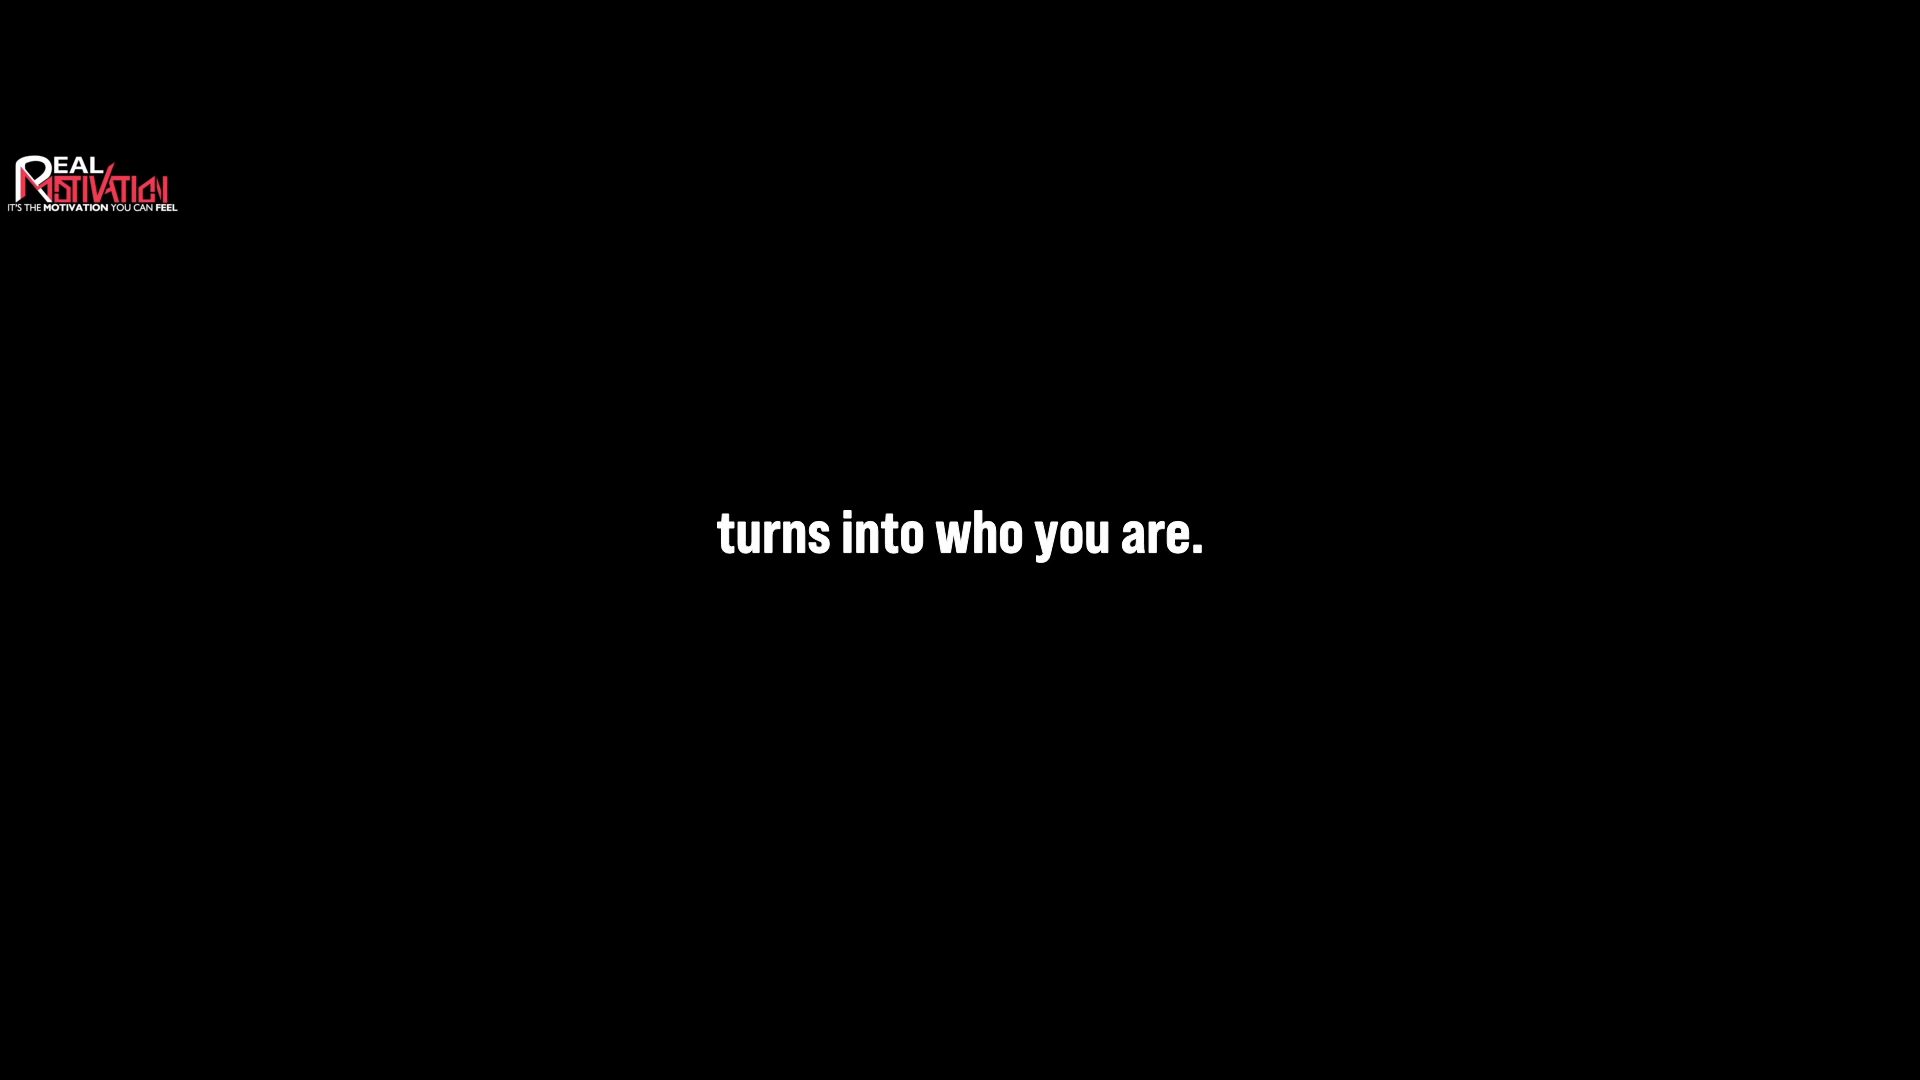 REAL
MOTIVATION
IT'S THE MOTIVATION YOU CAN FEEL
turns into who you are.